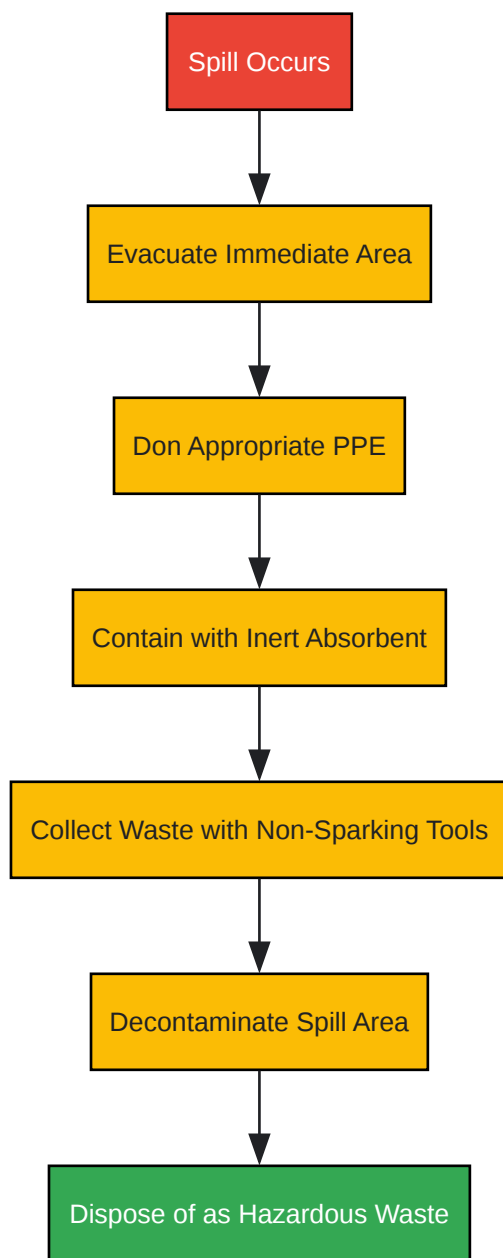 Spill Occurs
Evacuate Immediate Area
Don Appropriate PPE
Contain with Inert Absorbent
Collect Waste with Non-Sparking Tools
Decontaminate Spill Area
Dispose of as Hazardous Waste